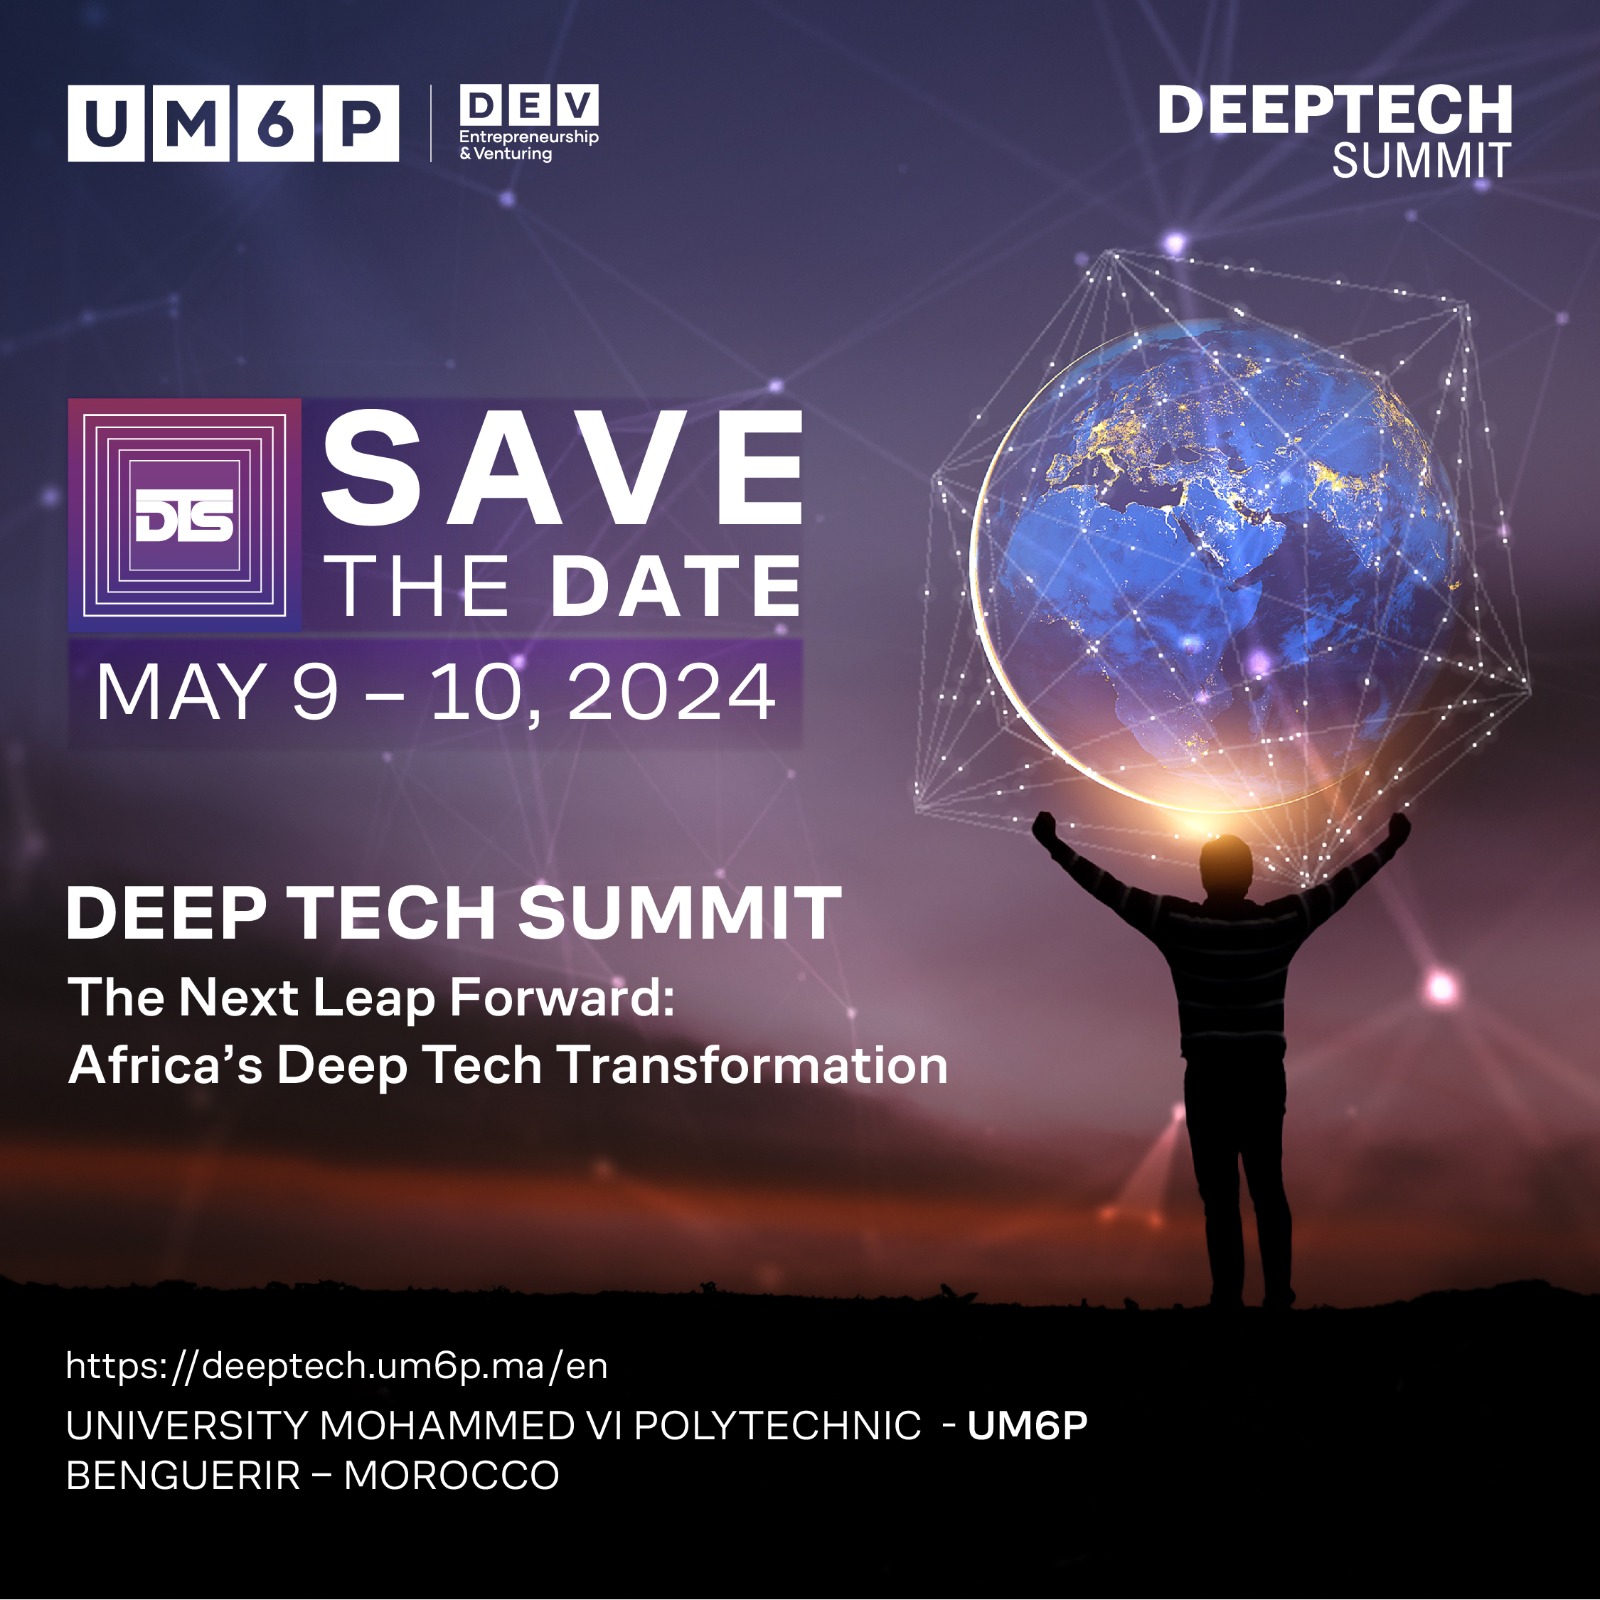 UM6P
DEV
Entrepreneurship
& Venturing
DEEPTECH
SUMMIT
DTS
SAVE
THE DATE
MAY 9 – 10, 2024
DEEP TECH SUMMIT
The Next Leap Forward:
Africa’s Deep Tech Transformation
https://deeptech.um6p.ma/en
UNIVERSITY MOHAMMED VI POLYTECHNIC - UM6P
BENGUERIR – MOROCCO